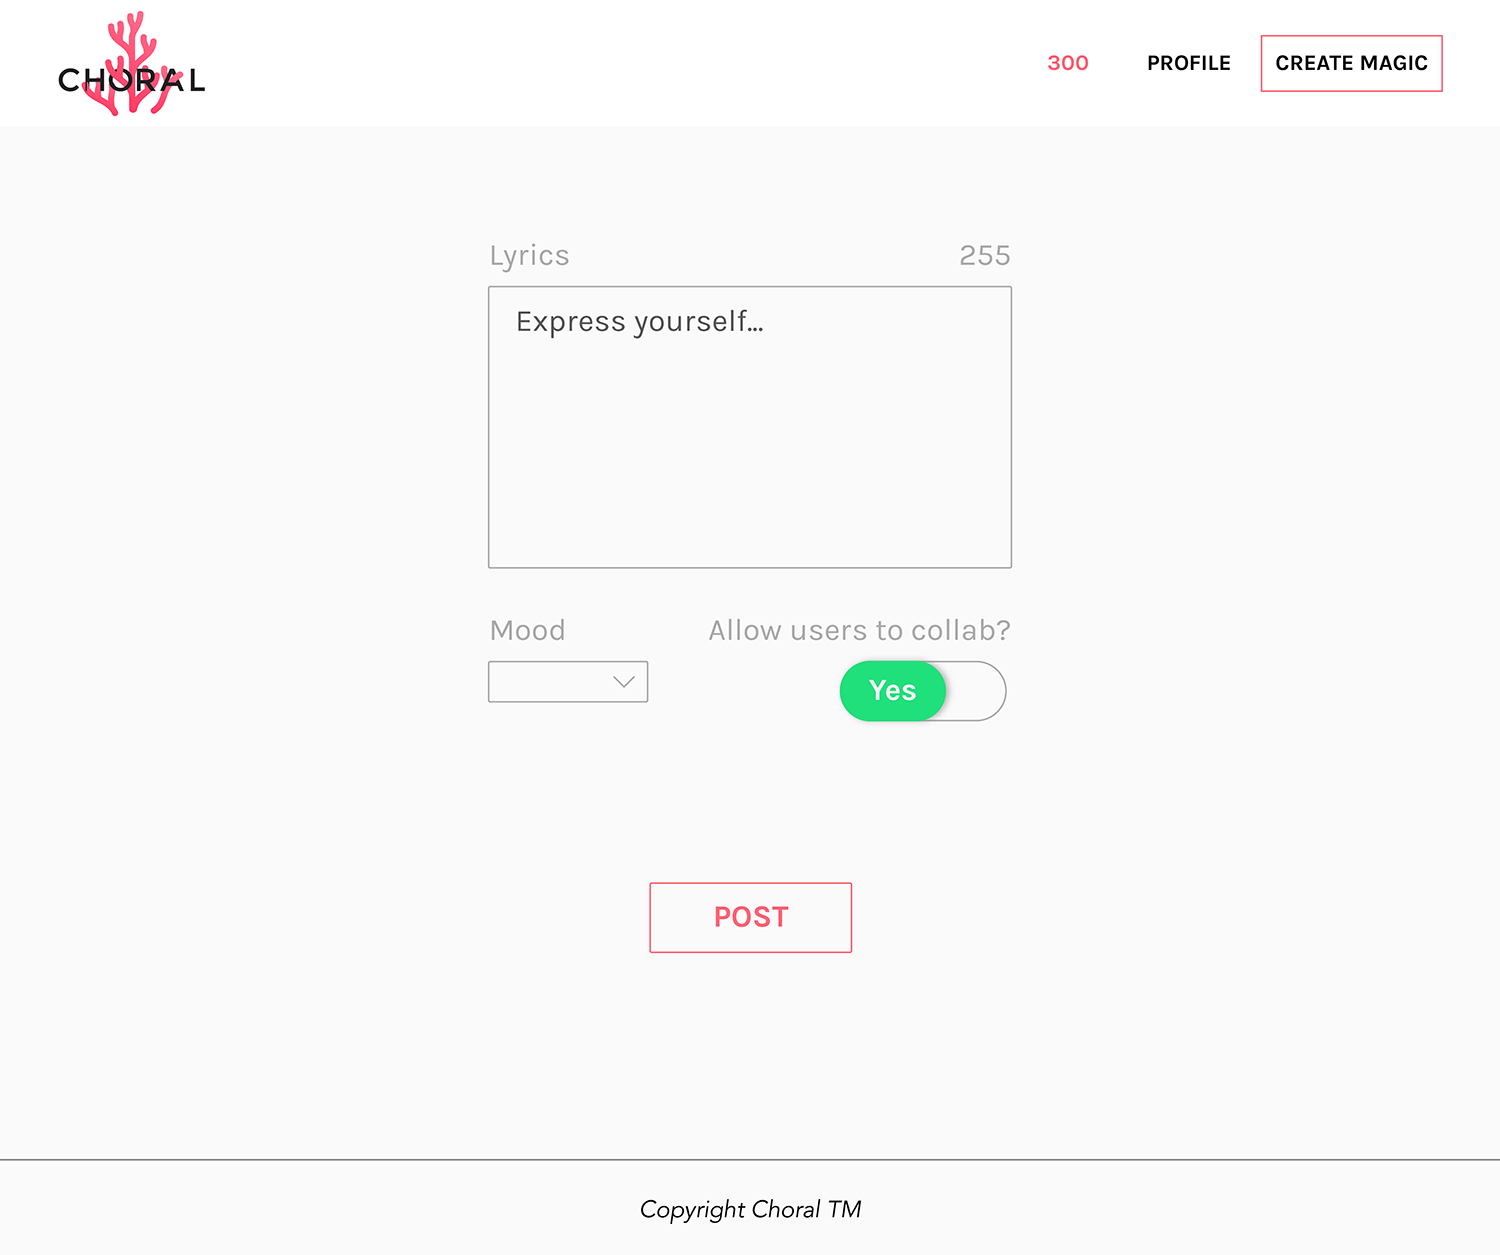 CHORAL
300 PROFILE CREATE MAGIC
Lyrics 255
Express yourself...
Mood Allow users to collab?
Yes
POST
Copyright Choral TM